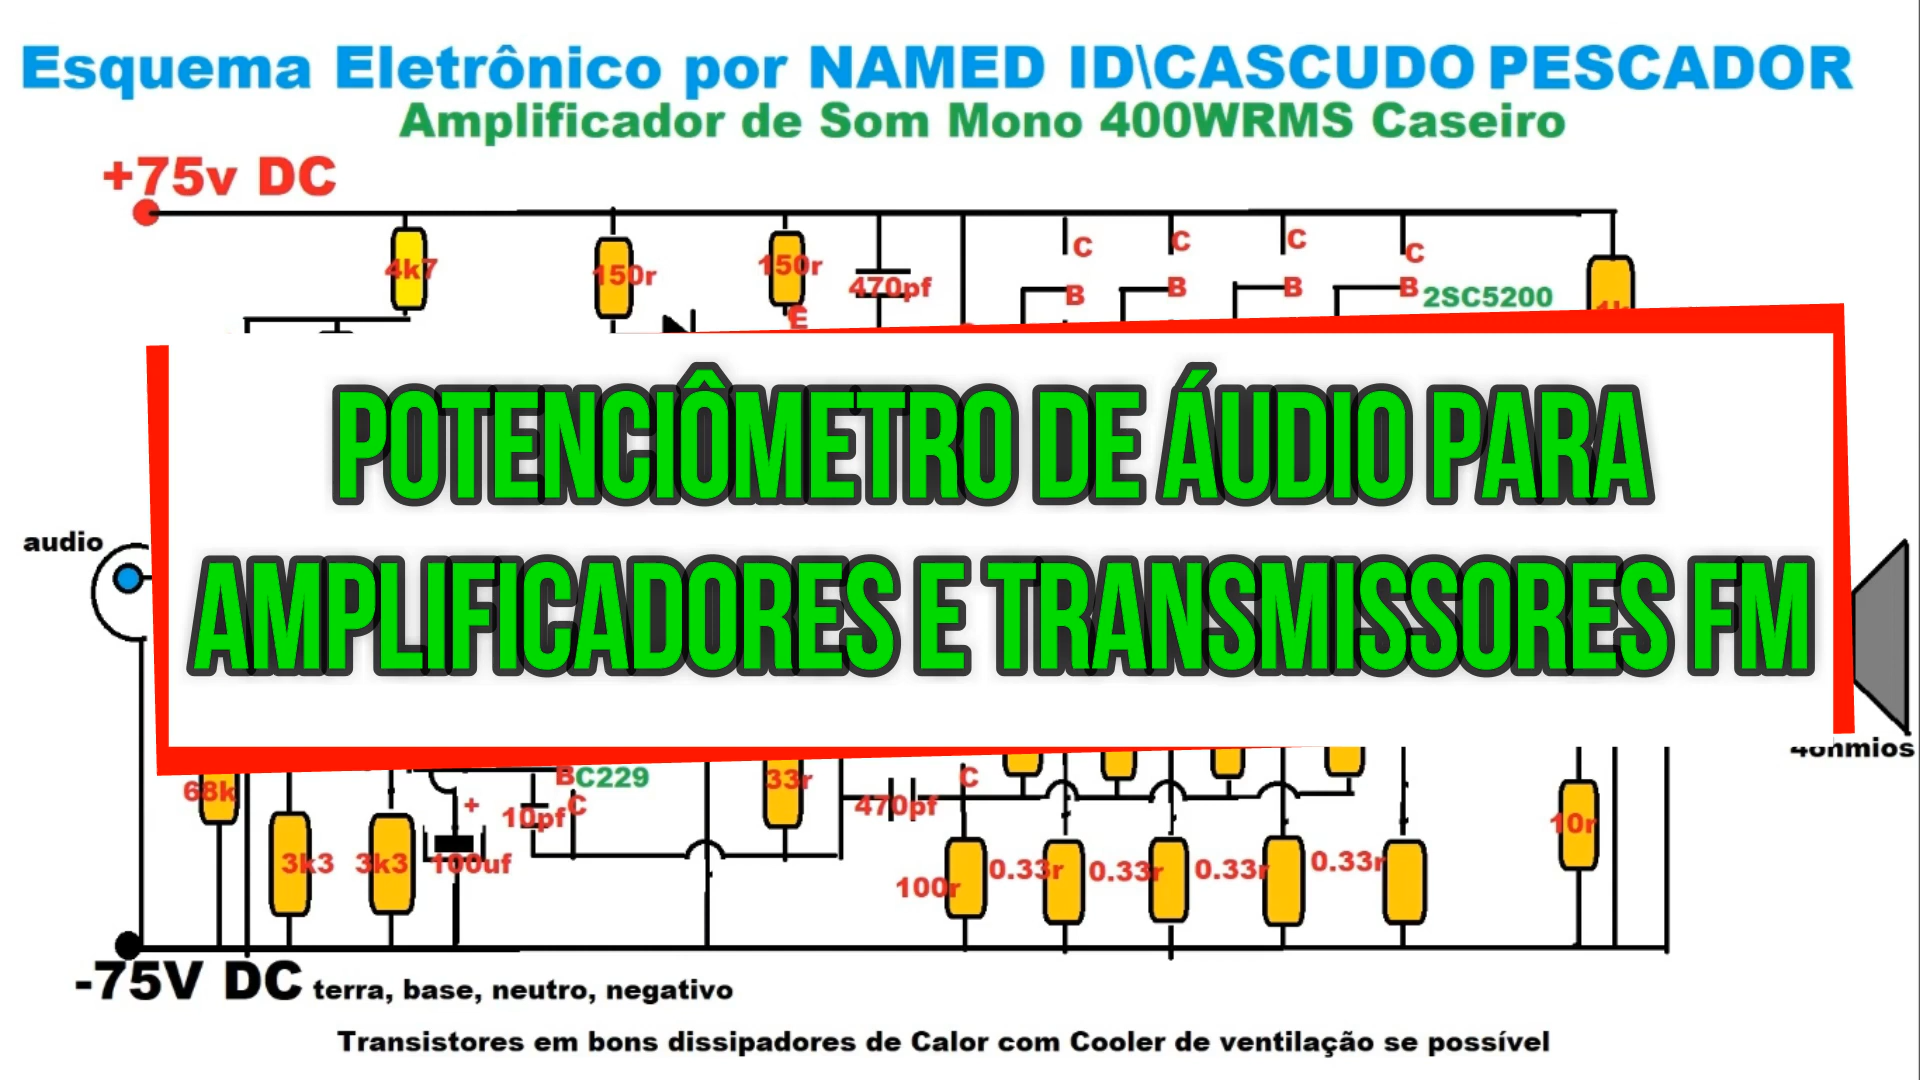 Esquema Eletrônico por NAMED ID\CASCUDO PESCADOR
Amplificador de Som Mono 400WRMS Caseiro
+75v DC
4k7
150r
150r
470pf
C
C
C
C
B
B
B
B
2SC5200
E
POTENCIÔMETRO DE ÁUDIO PARA
AMPLIFICADORES E TRANSMISSORES FM
audio
4ohmios
68k
3k3
3k3
+
100uf
BC229
10pf
C
33r
470pf
C
100r
0.33r
0.33r
0.33r
0.33r
10r
-75V DC terra, base, neutro, negativo
Transistores em bons dissipadores de Calor com Cooler de ventilação se possível